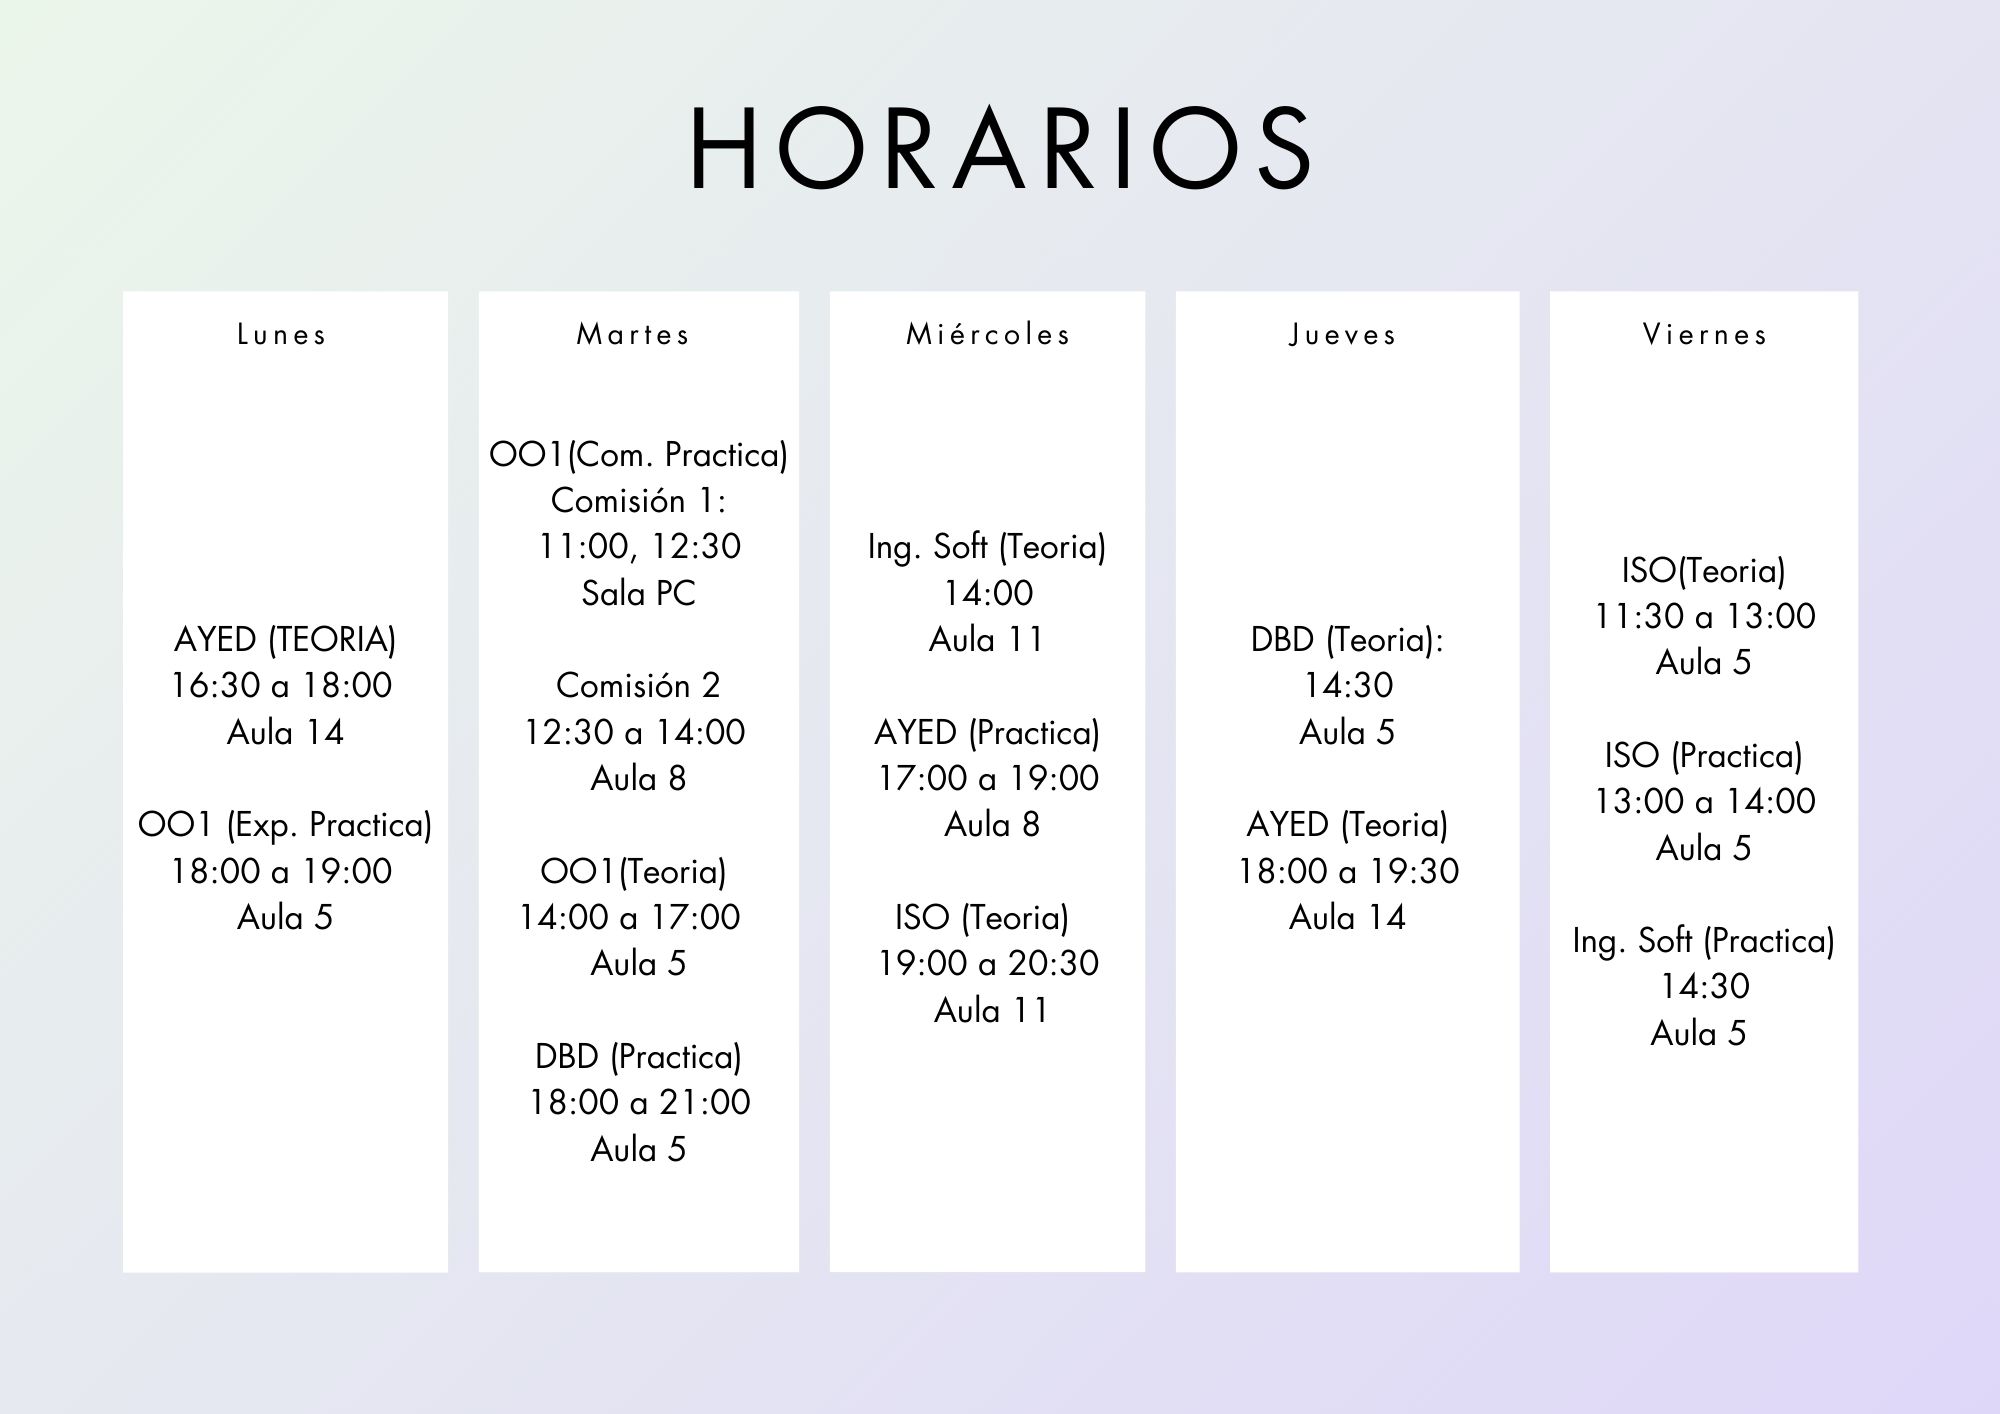 HORARIOS
Lunes
AYED (TEORIA)
16:30 a 18:00
Aula 14
OO1 (Exp. Practica)
18:00 a 19:00
Aula 5
Martes
OO1(Com. Practica)
Comisión 1:
11:00, 12:30
Sala PC
Comisión 2
12:30 a 14:00
Aula 8
OO1(Teoria)
14:00 a 17:00
Aula 5
DBD (Practica)
18:00 a 21:00
Aula 5
Miércoles
Ing. Soft (Teoria)
14:00
Aula 11
AYED (Practica)
17:00 a 19:00
Aula 8
ISO (Teoria)
19:00 a 20:30
Aula 11
Jueves
DBD (Teoria):
14:30
Aula 5
AYED (Teoria)
18:00 a 19:30
Aula 14
Viernes
ISO(Teoria)
11:30 a 13:00
Aula 5
ISO (Practica)
13:00 a 14:00
Aula 5
Ing. Soft (Practica)
14:30
Aula 5